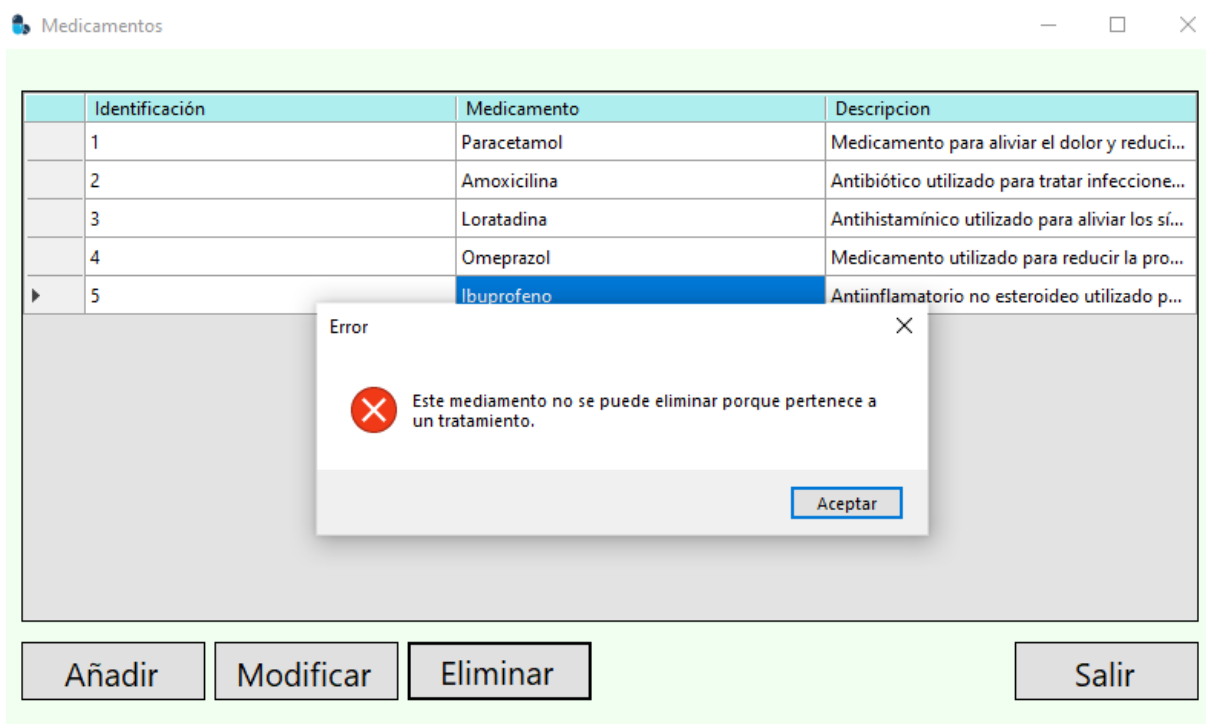 Medicamentos
Identificación Medicamento Descripcion
1 Paracetamol Medicamento para aliviar el dolor y reduci...
2 Amoxicilina Antibiótico utilizado para tratar infeccione...
3 Loratadina Antihistamínico utilizado para aliviar los sí...
4 Omeprazol Medicamento utilizado para reducir la pro...
5 Ibuprofeno Antiinflamatorio no esteroideo utilizado p...
Error
Este mediamento no se puede eliminar porque pertenece a
un tratamiento.
Aceptar
Añadir Modificar Eliminar Salir